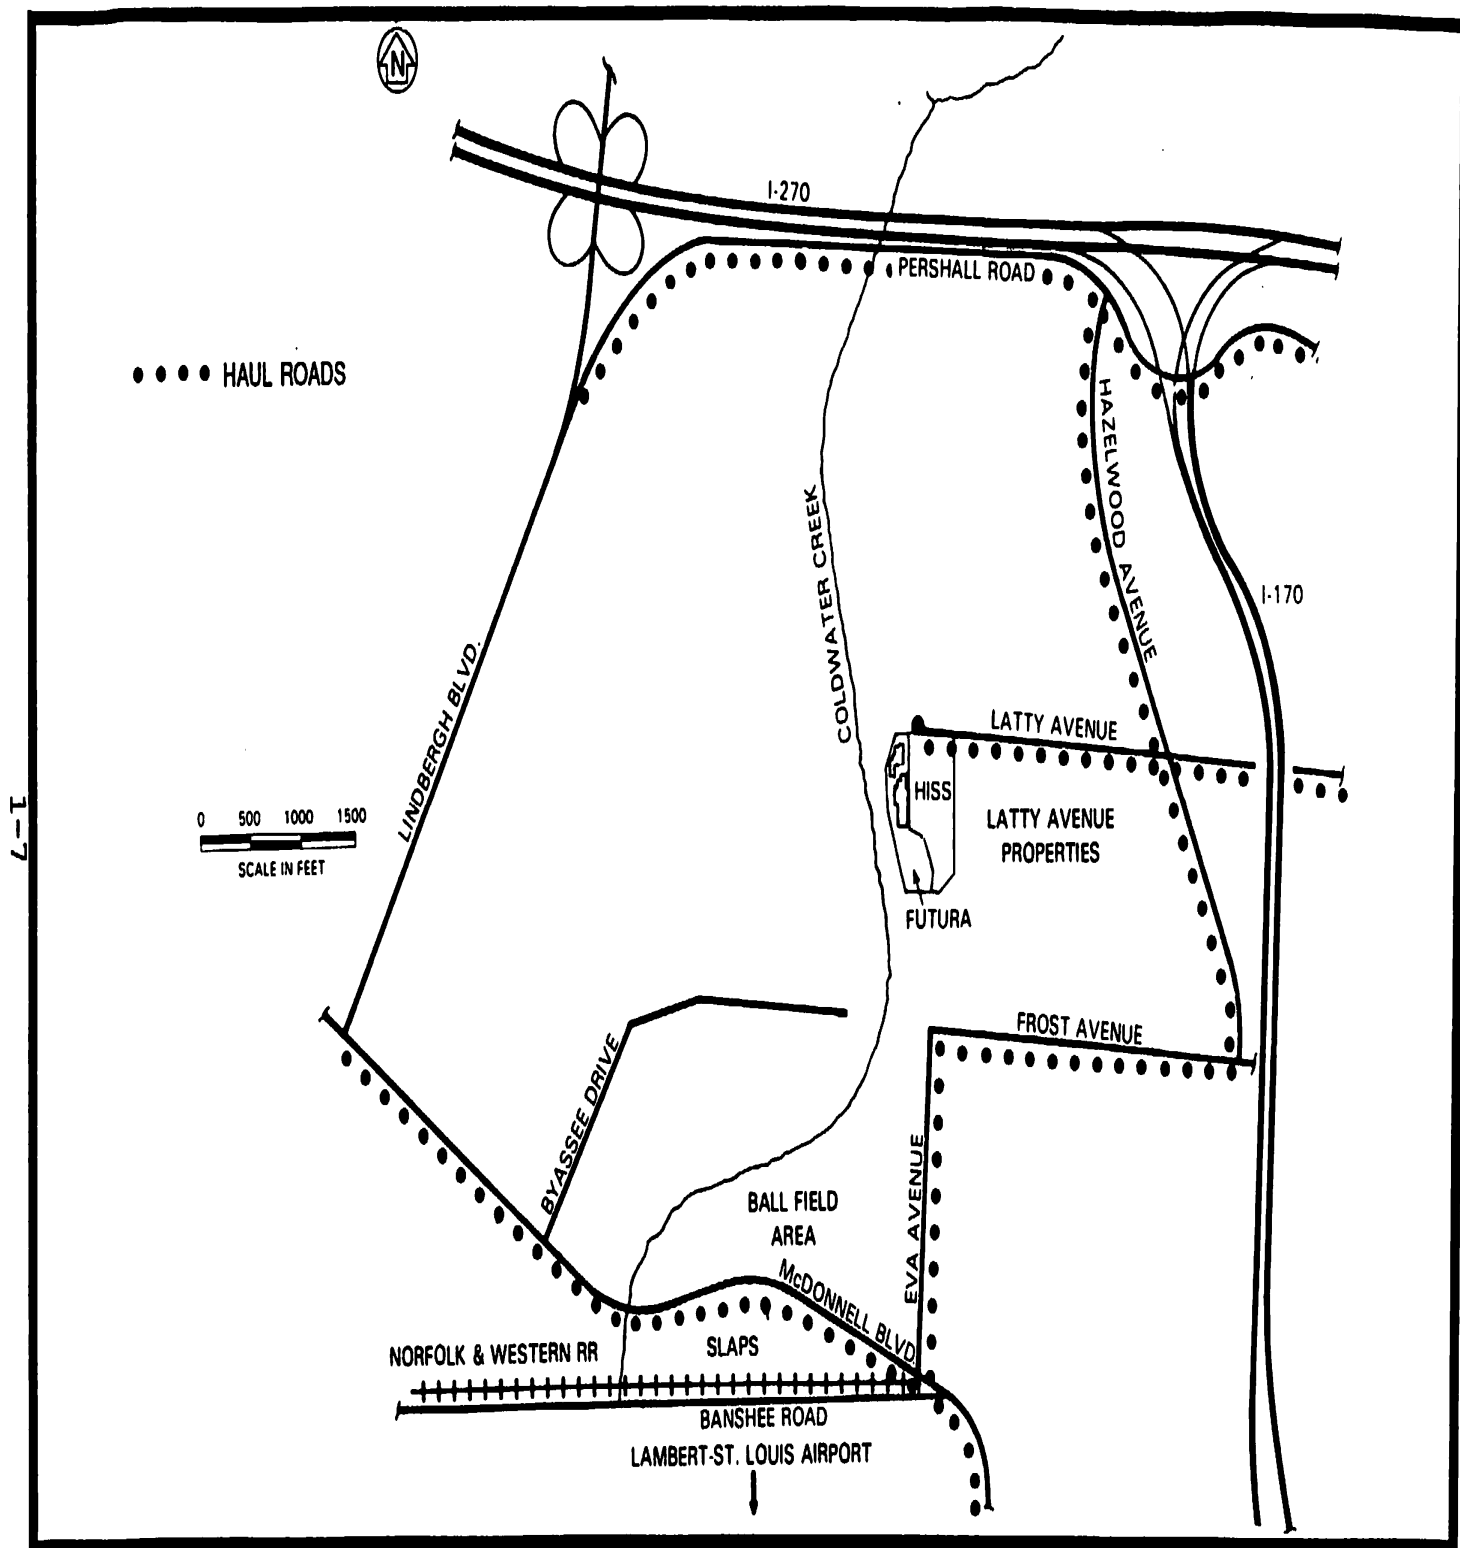 N
I-270
PERSHALL ROAD
HAUL ROADS
HAZELWOOD AVENUE
COLDWATER CREEK
I-170
LINDBERGH BLVD.
LATTY AVENUE
HISS
LATTY AVENUE
PROPERTIES
0 500 1000 1500
SCALE IN FEET
1-7
FUTURA
FROST AVENUE
BYASSEE DRIVE
EVA AVENUE
BALL FIELD
AREA
McDONNELL BLVD.
SLAPS
NORFOLK & WESTERN RR
BANSHEE ROAD
LAMBERT-ST. LOUIS AIRPORT